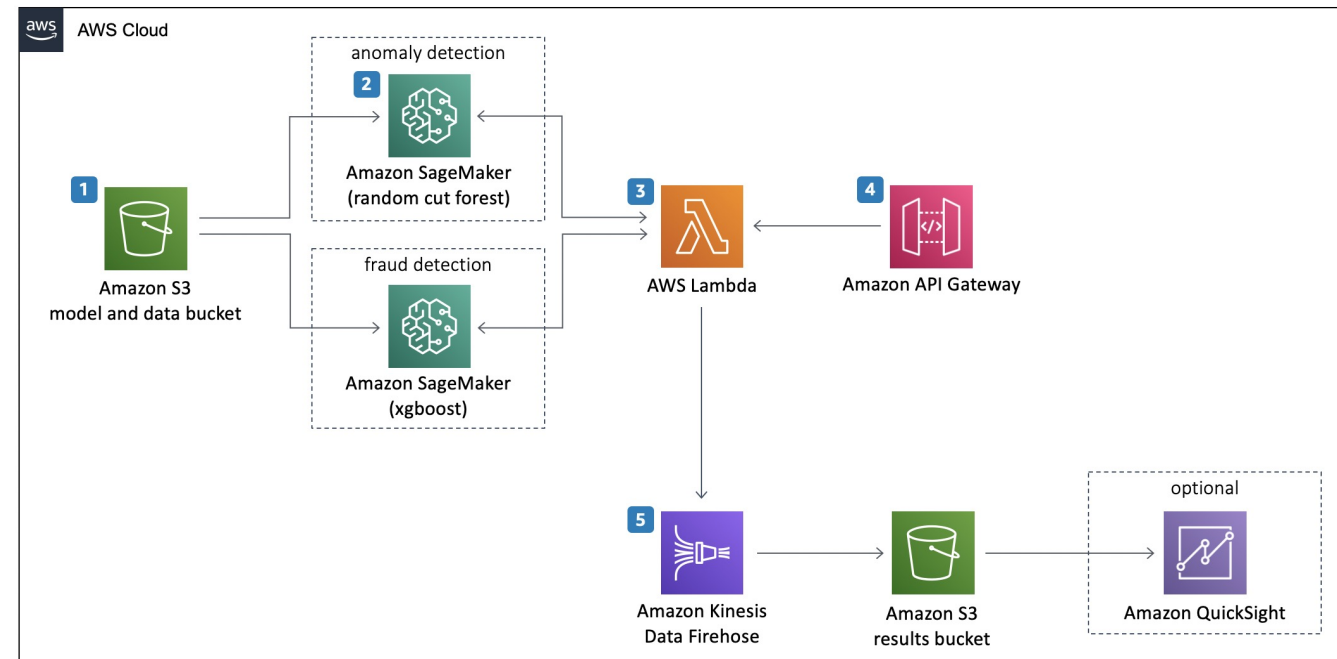 aws
AWS Cloud
anomaly detection
2
Amazon SageMaker
(random cut forest)
1
Amazon S3
model and data bucket
fraud detection
Amazon SageMaker
(xgboost)
3
AWS Lambda
4
</>
Amazon API Gateway
5
Amazon Kinesis
Data Firehose
Amazon S3
results bucket
optional
Amazon QuickSight